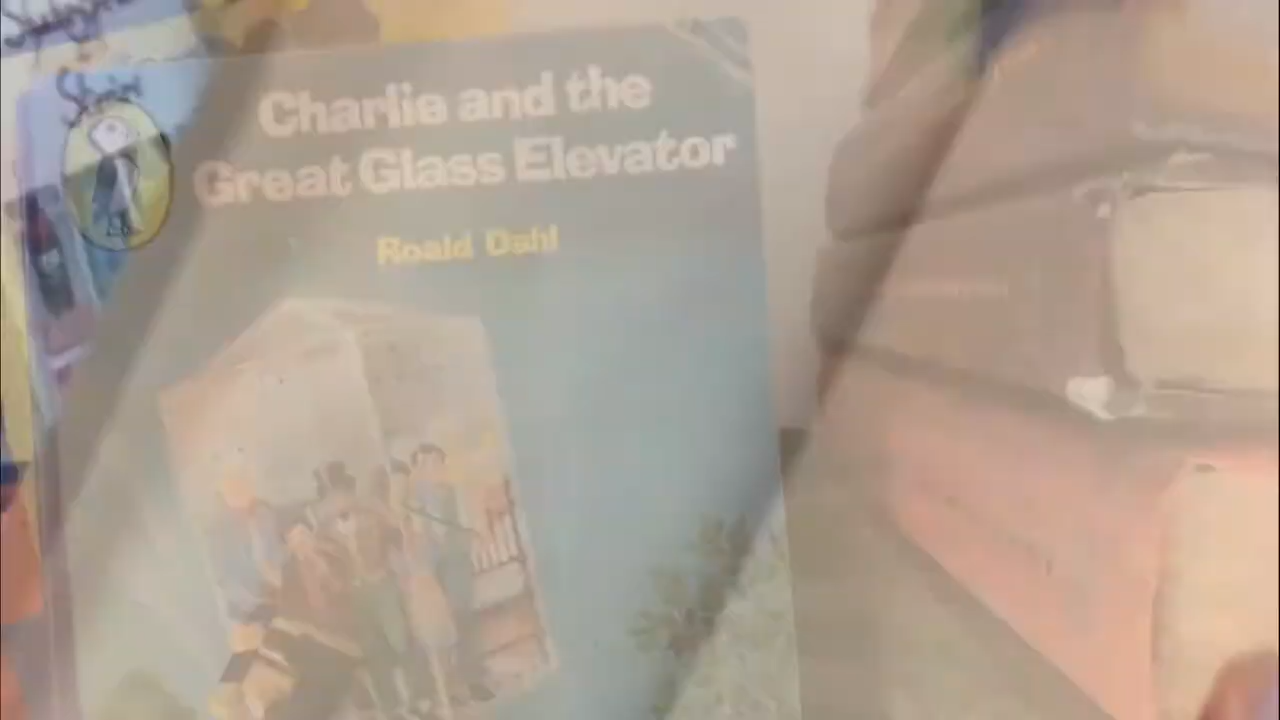 Charlie and the
Great Glass Elevator
Roald Dahl